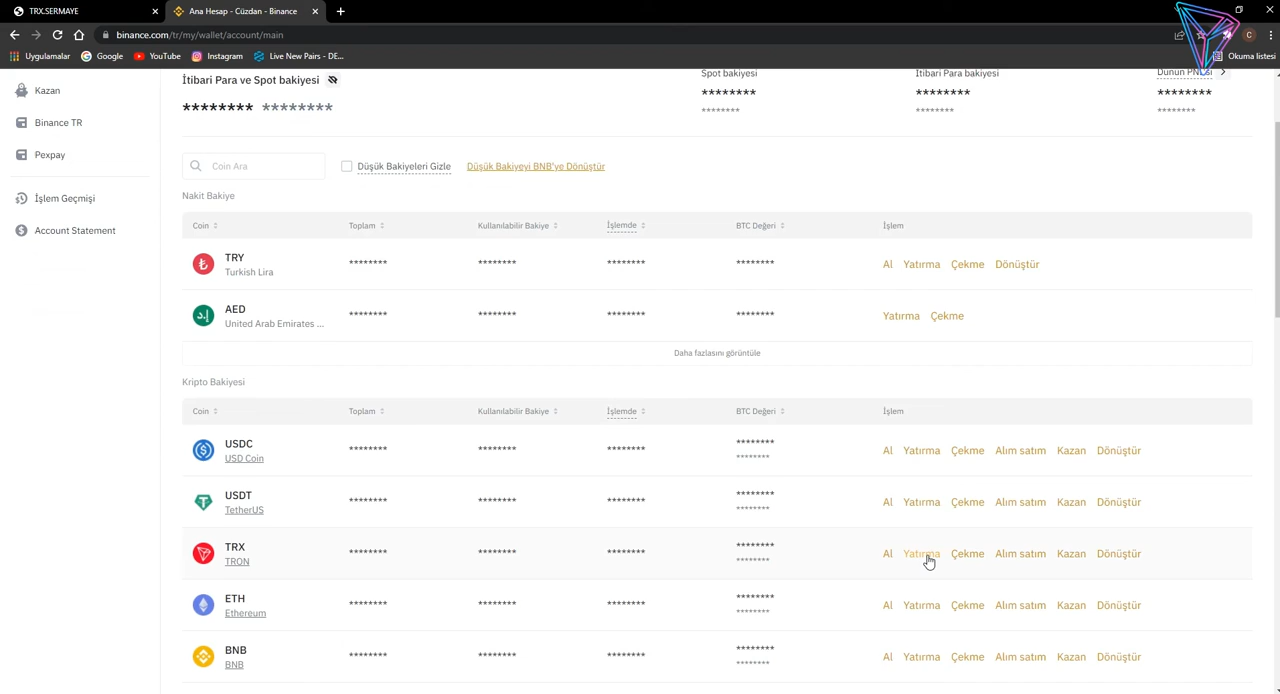 TRX.SERMAYE
Ana Hesap - Cüzdan - Binance
binance.com/tr/my/wallet/account/main
C
Uygulamalar Google YouTube Instagram Live New Pairs - DE... Okuma listesi
Kazan
Binance TR
Pexpay
İşlem Geçmişi
Account Statement
İtibari Para ve Spot bakiyesi
******** ********
Spot bakiyesi
********
********
İtibari Para bakiyesi
********
********
Dünün PNL'si
********
********
Coin Ara
Düşük Bakiyeleri Gizle
Düşük Bakiyeyi BNB'ye Dönüştür
Nakit Bakiye
Coin Toplam Kullanılabilir Bakiye İşlemde BTC Değeri İşlem
TRY
Turkish Lira
******** ******** ******** ********
Al Yatırma Çekme Dönüştür
AED
United Arab Emirates ...
******** ******** ******** ********
Yatırma Çekme
Daha fazlasını görüntüle
Kripto Bakiyesi
Coin Toplam Kullanılabilir Bakiye İşlemde BTC Değeri İşlem
USDC
USD Coin
******** ******** ******** ********
********
Al Yatırma Çekme Alım satım Kazan Dönüştür
USDT
TetherUS
******** ******** ******** ********
********
Al Yatırma Çekme Alım satım Kazan Dönüştür
TRX
TRON
******** ******** ******** ********
********
Al Yatırma Çekme Alım satım Kazan Dönüştür
ETH
Ethereum
******** ******** ******** ********
********
Al Yatırma Çekme Alım satım Kazan Dönüştür
BNB
BNB
******** ******** ******** ********
********
Al Yatırma Çekme Alım satım Kazan Dönüştür